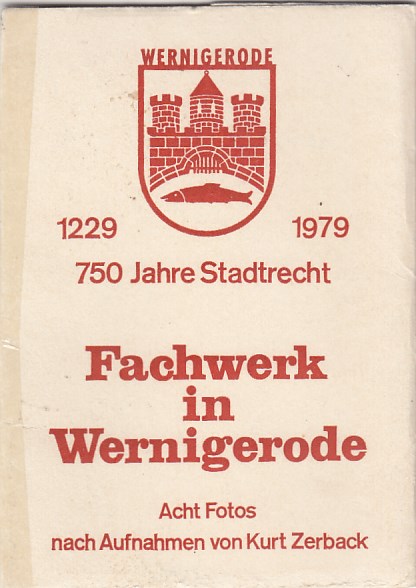 WERNIGERODE
1229 1979
750 Jahre Stadtrecht
Fachwerk
in
Wernigerode
Acht Fotos
nach Aufnahmen von Kurt Zerback